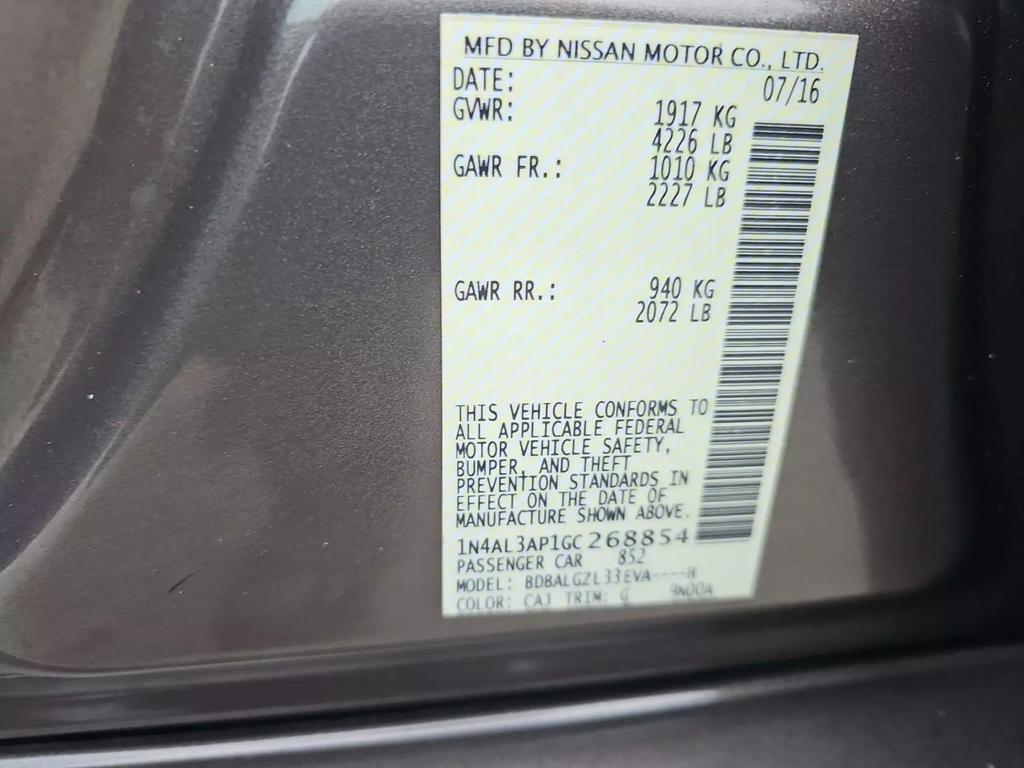 MFD BY NISSAN MOTOR CO., LTD.
DATE: 07/16
GVWR: 1917 KG
4226 LB
GAWR FR.: 1010 KG
2227 LB
GAWR RR.: 940 KG
2072 LB
THIS VEHICLE CONFORMS TO
ALL APPLICABLE FEDERAL
MOTOR VEHICLE SAFETY,
BUMPER, AND THEFT
PREVENTION STANDARDS IN
EFFECT ON THE DATE OF
MANUFACTURE SHOWN ABOVE.
1N4AL3AP1GC268854
PASSENGER CAR 852
MODEL: BDBALGZL33EVA----H
COLOR: CAJ TRIM: G 9N00A